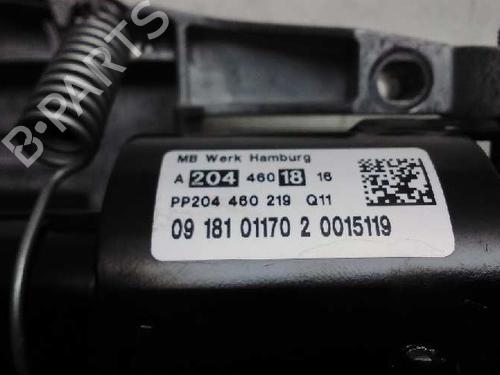 B-PARTS
MB Werk Hamburg
A 204 460 18 16
PP204 460 219 Q11
09 181 01170 2 0015119